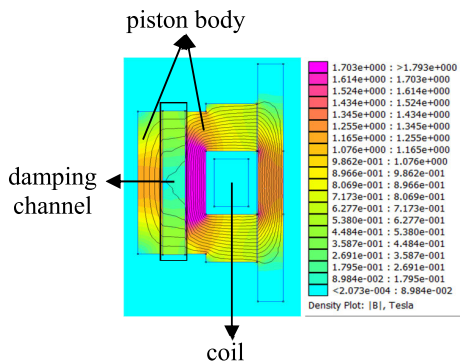 piston body
damping
channel
coil
1.703e+000 : >1.793e+000
1.614e+000 : 1.703e+000
1.524e+000 : 1.614e+000
1.434e+000 : 1.524e+000
1.345e+000 : 1.434e+000
1.255e+000 : 1.345e+000
1.165e+000 : 1.255e+000
1.076e+000 : 1.165e+000
9.862e-001 : 1.076e+000
8.966e-001 : 9.862e-001
8.069e-001 : 8.966e-001
7.173e-001 : 8.069e-001
6.277e-001 : 7.173e-001
5.380e-001 : 6.277e-001
4.484e-001 : 5.380e-001
3.587e-001 : 4.484e-001
2.691e-001 : 3.587e-001
1.795e-001 : 2.691e-001
8.984e-002 : 1.795e-001
<2.073e-004 : 8.984e-002
Density Plot: |B|, Tesla